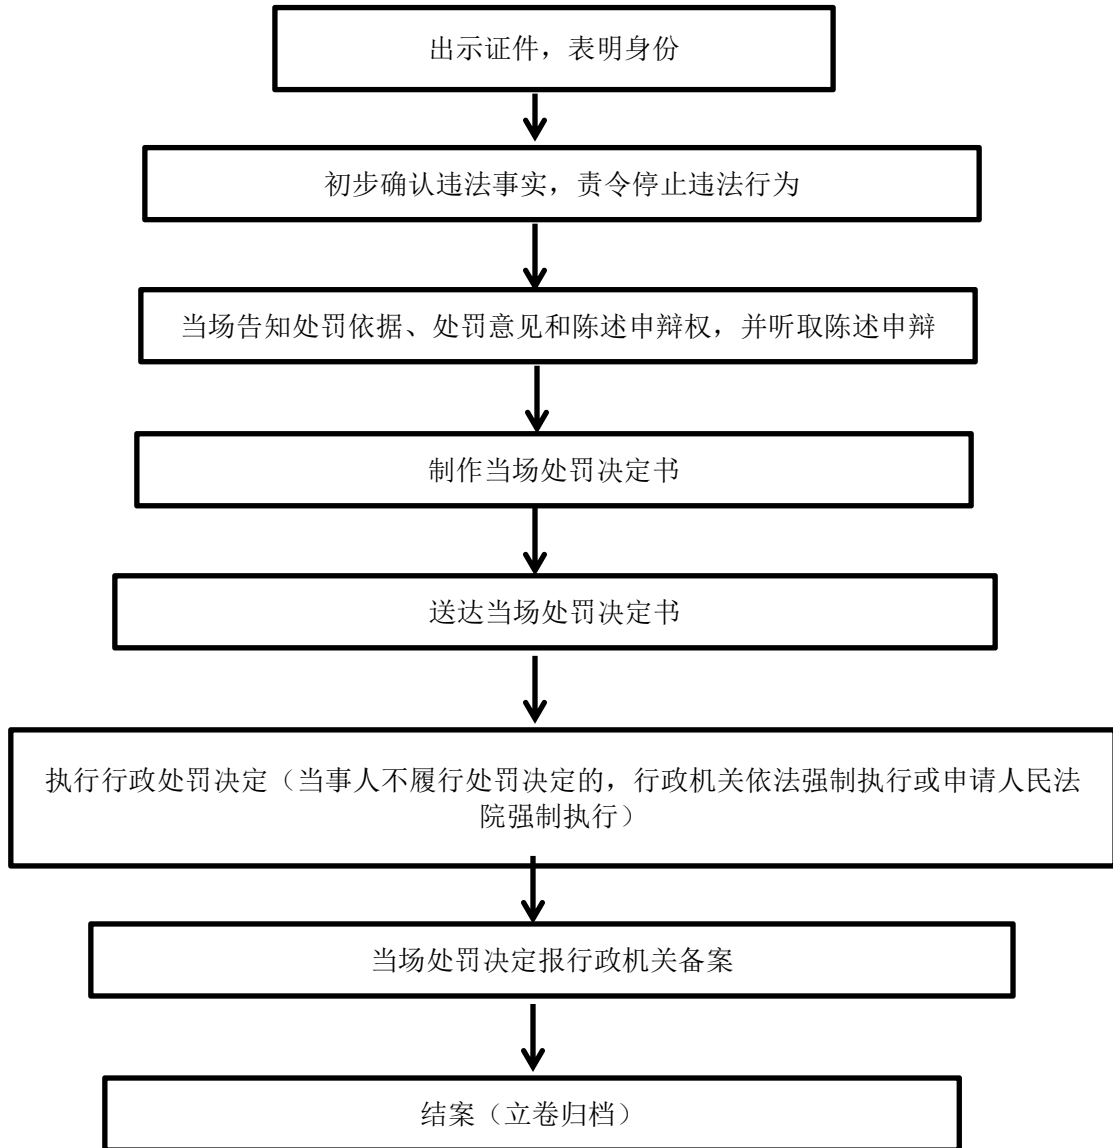 出示证件，表明身份
初步确认违法事实，责令停止违法行为
当场告知处罚依据、处罚意见和陈述申辩权，并听取陈述申辩
制作当场处罚决定书
送达当场处罚决定书
执行行政处罚决定（当事人不履行处罚决定的，行政机关依法强制执行或申请人民法
院强制执行）
当场处罚决定报行政机关备案
结案（立卷归档）